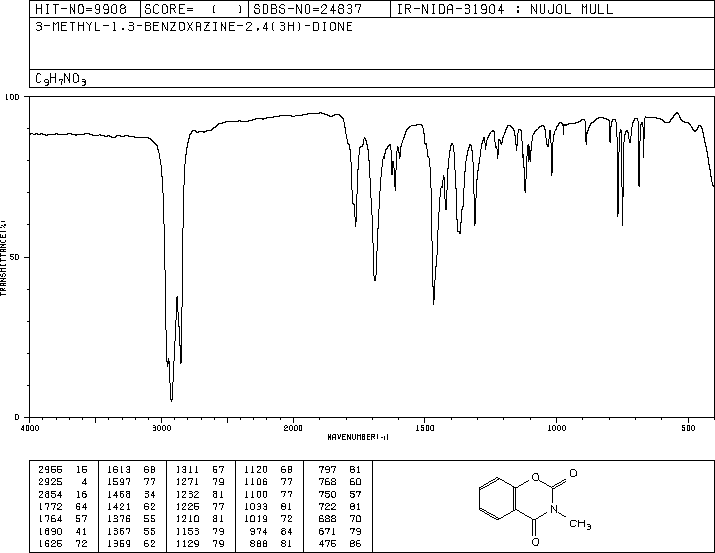 HIT-NO=9908 SCORE= ( ) SDBS-NO=24837 IR-NIDA-31904 : NUJOL MULL
3-METHYL-1,3-BENZOXAZINE-2,4(3H)-DIONE
C9H7NO3
100
50
0
TRANSMITTANCE(%)
4000 3000 2000 1500 1000 500
WAVENUMBER(-1)
2955 15 1613 68 1311 57 1120 68 797 81
2925 4 1597 77 1271 79 1106 77 768 60
2854 16 1468 34 1232 81 1100 77 750 57
1772 64 1421 62 1225 77 1033 81 722 81
1764 57 1376 55 1210 81 1019 72 688 70
1690 41 1367 55 1153 79 974 84 671 79
1625 72 1359 62 1129 79 888 81 475 86
O O
N CH3
O